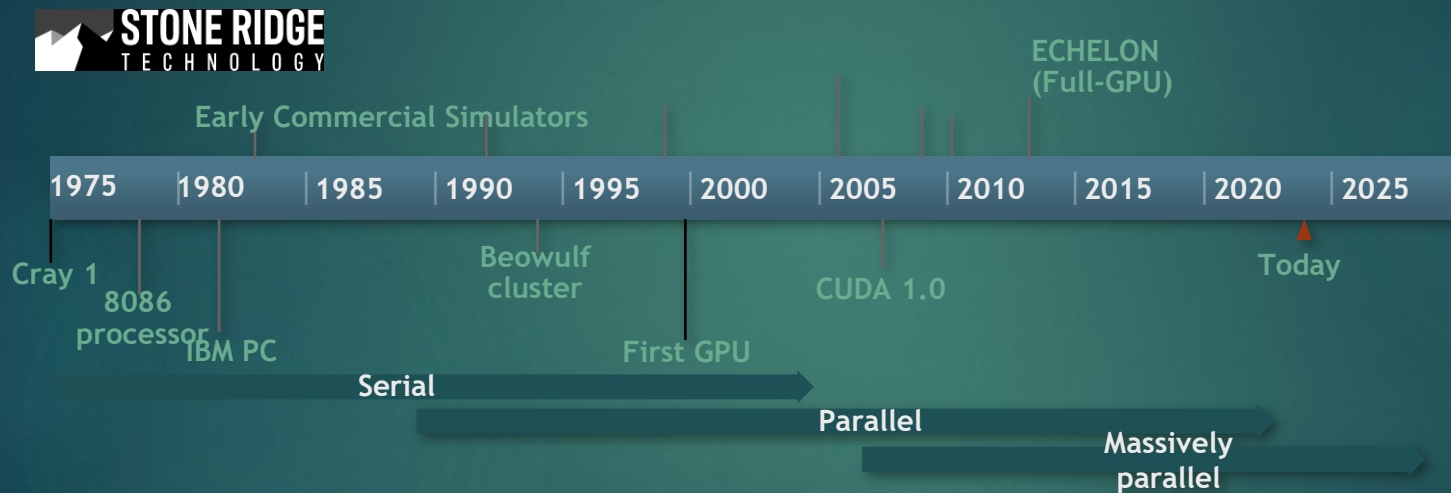 STONE RIDGE
TECHNOLOGY
ECHELON
(Full-GPU)
Early Commercial Simulators
1975 1980 1985 1990 1995 2000 2005 2010 2015 2020 2025
Cray 1
8086
processor
IBM PC
Beowulf
cluster
First GPU
CUDA 1.0
Today
Serial
Parallel
Massively
parallel